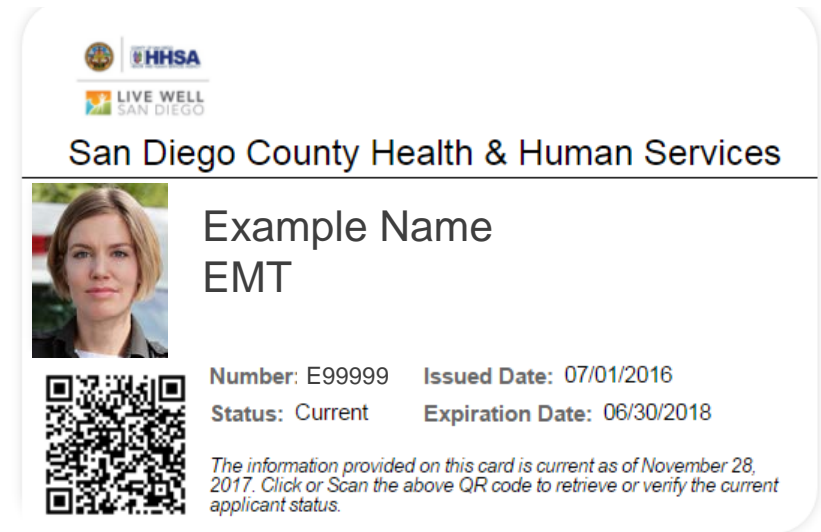 HHSA
LIVE WELL
SAN DIEGO
San Diego County Health & Human Services
Example Name
EMT
Number: E99999 Issued Date: 07/01/2016
Status: Current Expiration Date: 06/30/2018
The information provided on this card is current as of November 28,
2017. Click or Scan the above QR code to retrieve or verify the current
applicant status.